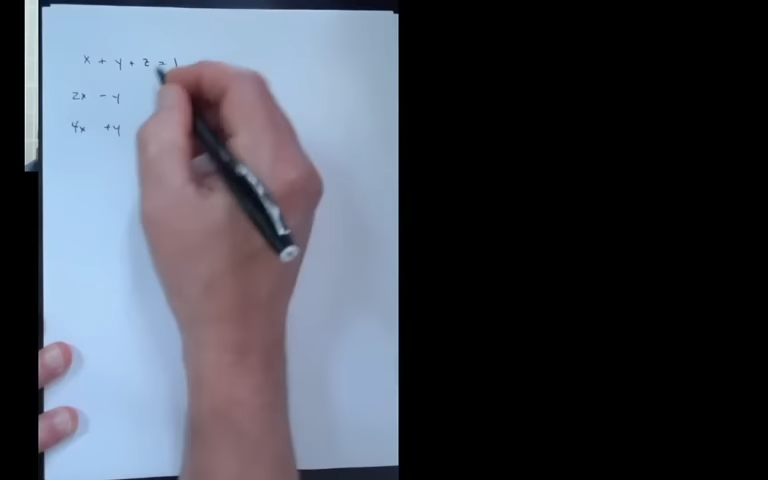 x + y + z = 1
2x - y
4x + y